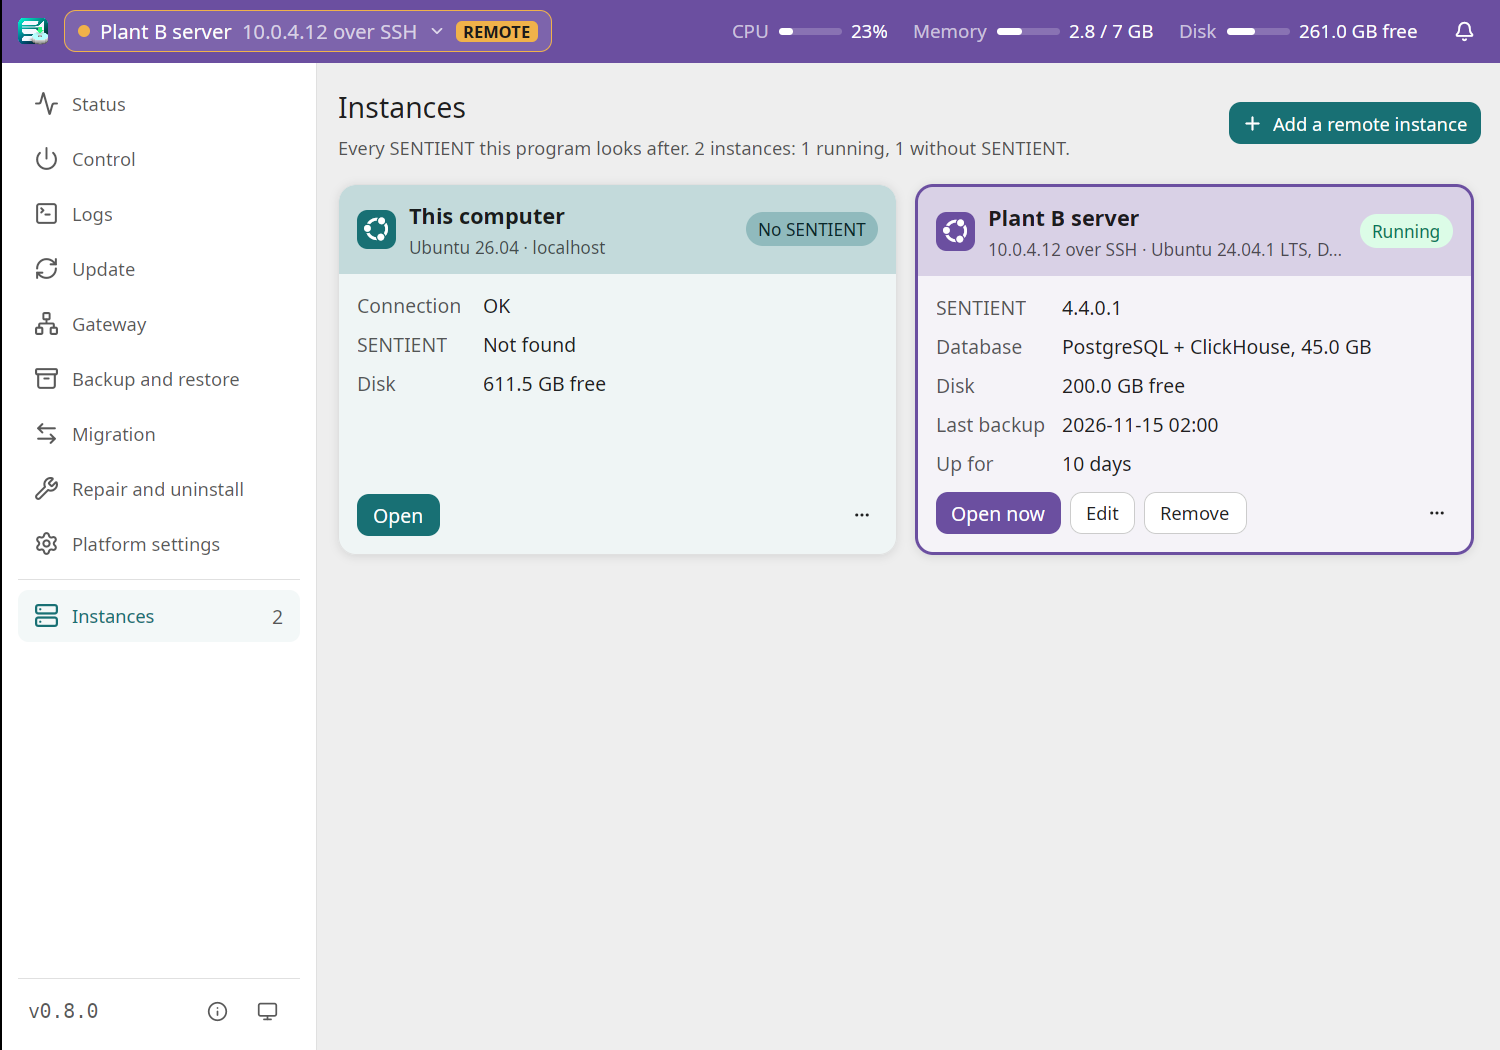 Plant B server 10.0.4.12 over SSH REMOTE
CPU 23% Memory 2.8 / 7 GB Disk 261.0 GB free
Status
Control
Logs
Update
Gateway
Backup and restore
Migration
Repair and uninstall
Platform settings
Instances 2
v0.8.0
Instances
Every SENTIENT this program looks after. 2 instances: 1 running, 1 without SENTIENT.
Add a remote instance
This computer
Ubuntu 26.04 · localhost
No SENTIENT
Connection OK
SENTIENT Not found
Disk 611.5 GB free
Open
Plant B server
10.0.4.12 over SSH · Ubuntu 24.04.1 LTS, D...
Running
SENTIENT 4.4.0.1
Database PostgreSQL + ClickHouse, 45.0 GB
Disk 200.0 GB free
Last backup 2026-11-15 02:00
Up for 10 days
Open now Edit Remove